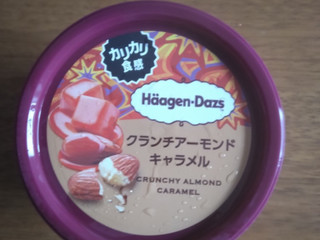 カリカリ
食感
Häagen-Dazs
クランチアーモンド
キャラメル
CRUNCHY ALMOND
CARAMEL